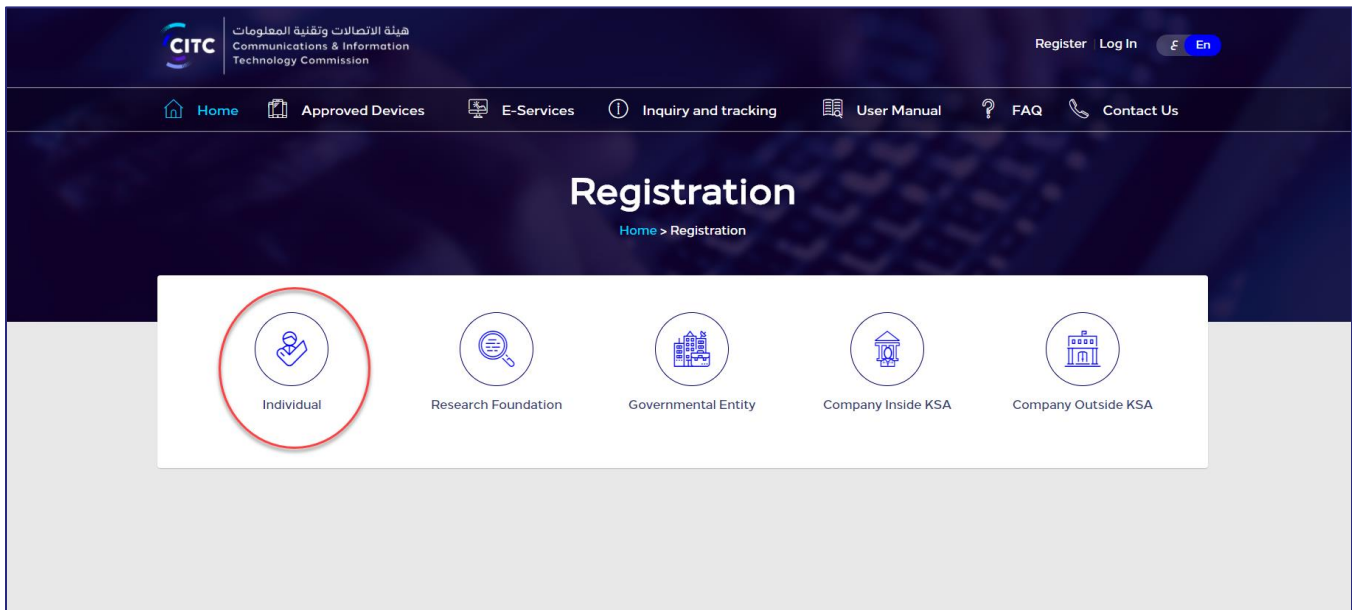 CITC
هيئة الاتصالات وتقنية المعلومات
Communications & Information
Technology Commission
Register | Log In
ع En
Home Approved Devices E-Services Inquiry and tracking User Manual FAQ Contact Us
Registration
Home > Registration
Individual Research Foundation Governmental Entity Company Inside KSA Company Outside KSA